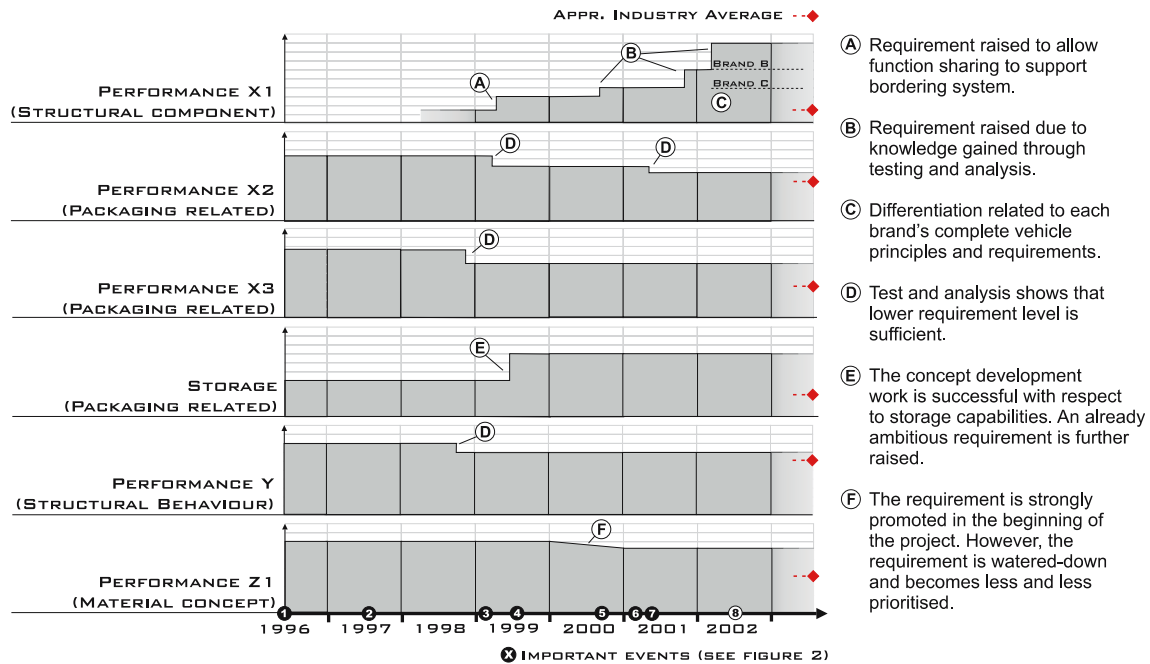 APPR. INDUSTRY AVERAGE
PERFORMANCE X1
(STRUCTURAL COMPONENT)
A
B
BRAND B
BRAND C
C
PERFORMANCE X2
(PACKAGING RELATED)
D
D
PERFORMANCE X3
(PACKAGING RELATED)
D
STORAGE
(PACKAGING RELATED)
E
PERFORMANCE Y
(STRUCTURAL BEHAVIOUR)
D
PERFORMANCE Z1
(MATERIAL CONCEPT)
F
1 2 3 4 5 6 7 8
1996 1997 1998 1999 2000 2001 2002
X IMPORTANT EVENTS (SEE FIGURE 2)
A Requirement raised to allow
function sharing to support
bordering system.
B Requirement raised due to
knowledge gained through
testing and analysis.
C Differentiation related to each
brand's complete vehicle
principles and requirements.
D Test and analysis shows that
lower requirement level is
sufficient.
E The concept development
work is successful with respect
to storage capabilities. An already
ambitious requirement is further
raised.
F The requirement is strongly
promoted in the beginning of
the project. However, the
requirement is watered-down
and becomes less and less
prioritised.